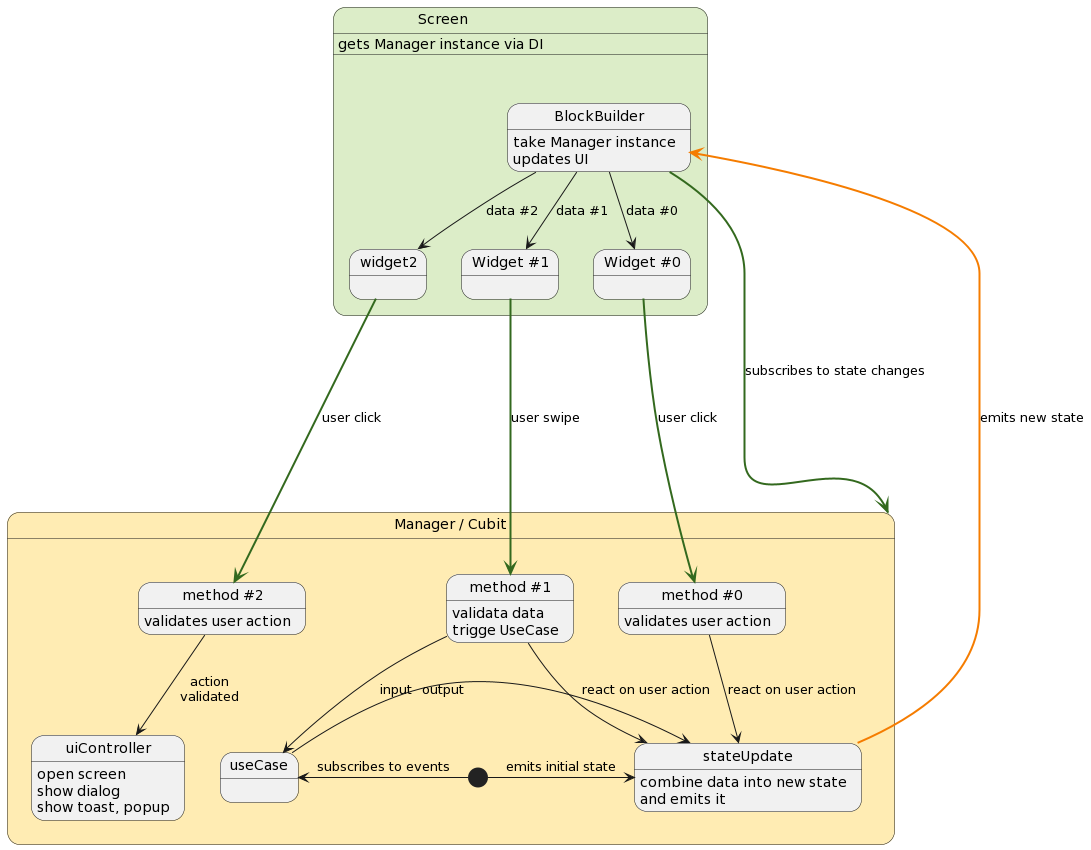 Screen
gets Manager instance via DI
BlockBuilder
take Manager instance
updates UI
data #2
data #1
data #0
widget2
Widget #1
Widget #0
subscribes to state changes
user click
user swipe
user click
emits new state
Manager / Cubit
method #2
validates user action
method #1
validata data
trigge UseCase
method #0
validates user action
action
validated
input
output
react on user action
react on user action
uiController
open screen
show dialog
show toast, popup
useCase
subscribes to events
emits initial state
stateUpdate
combine data into new state
and emits it